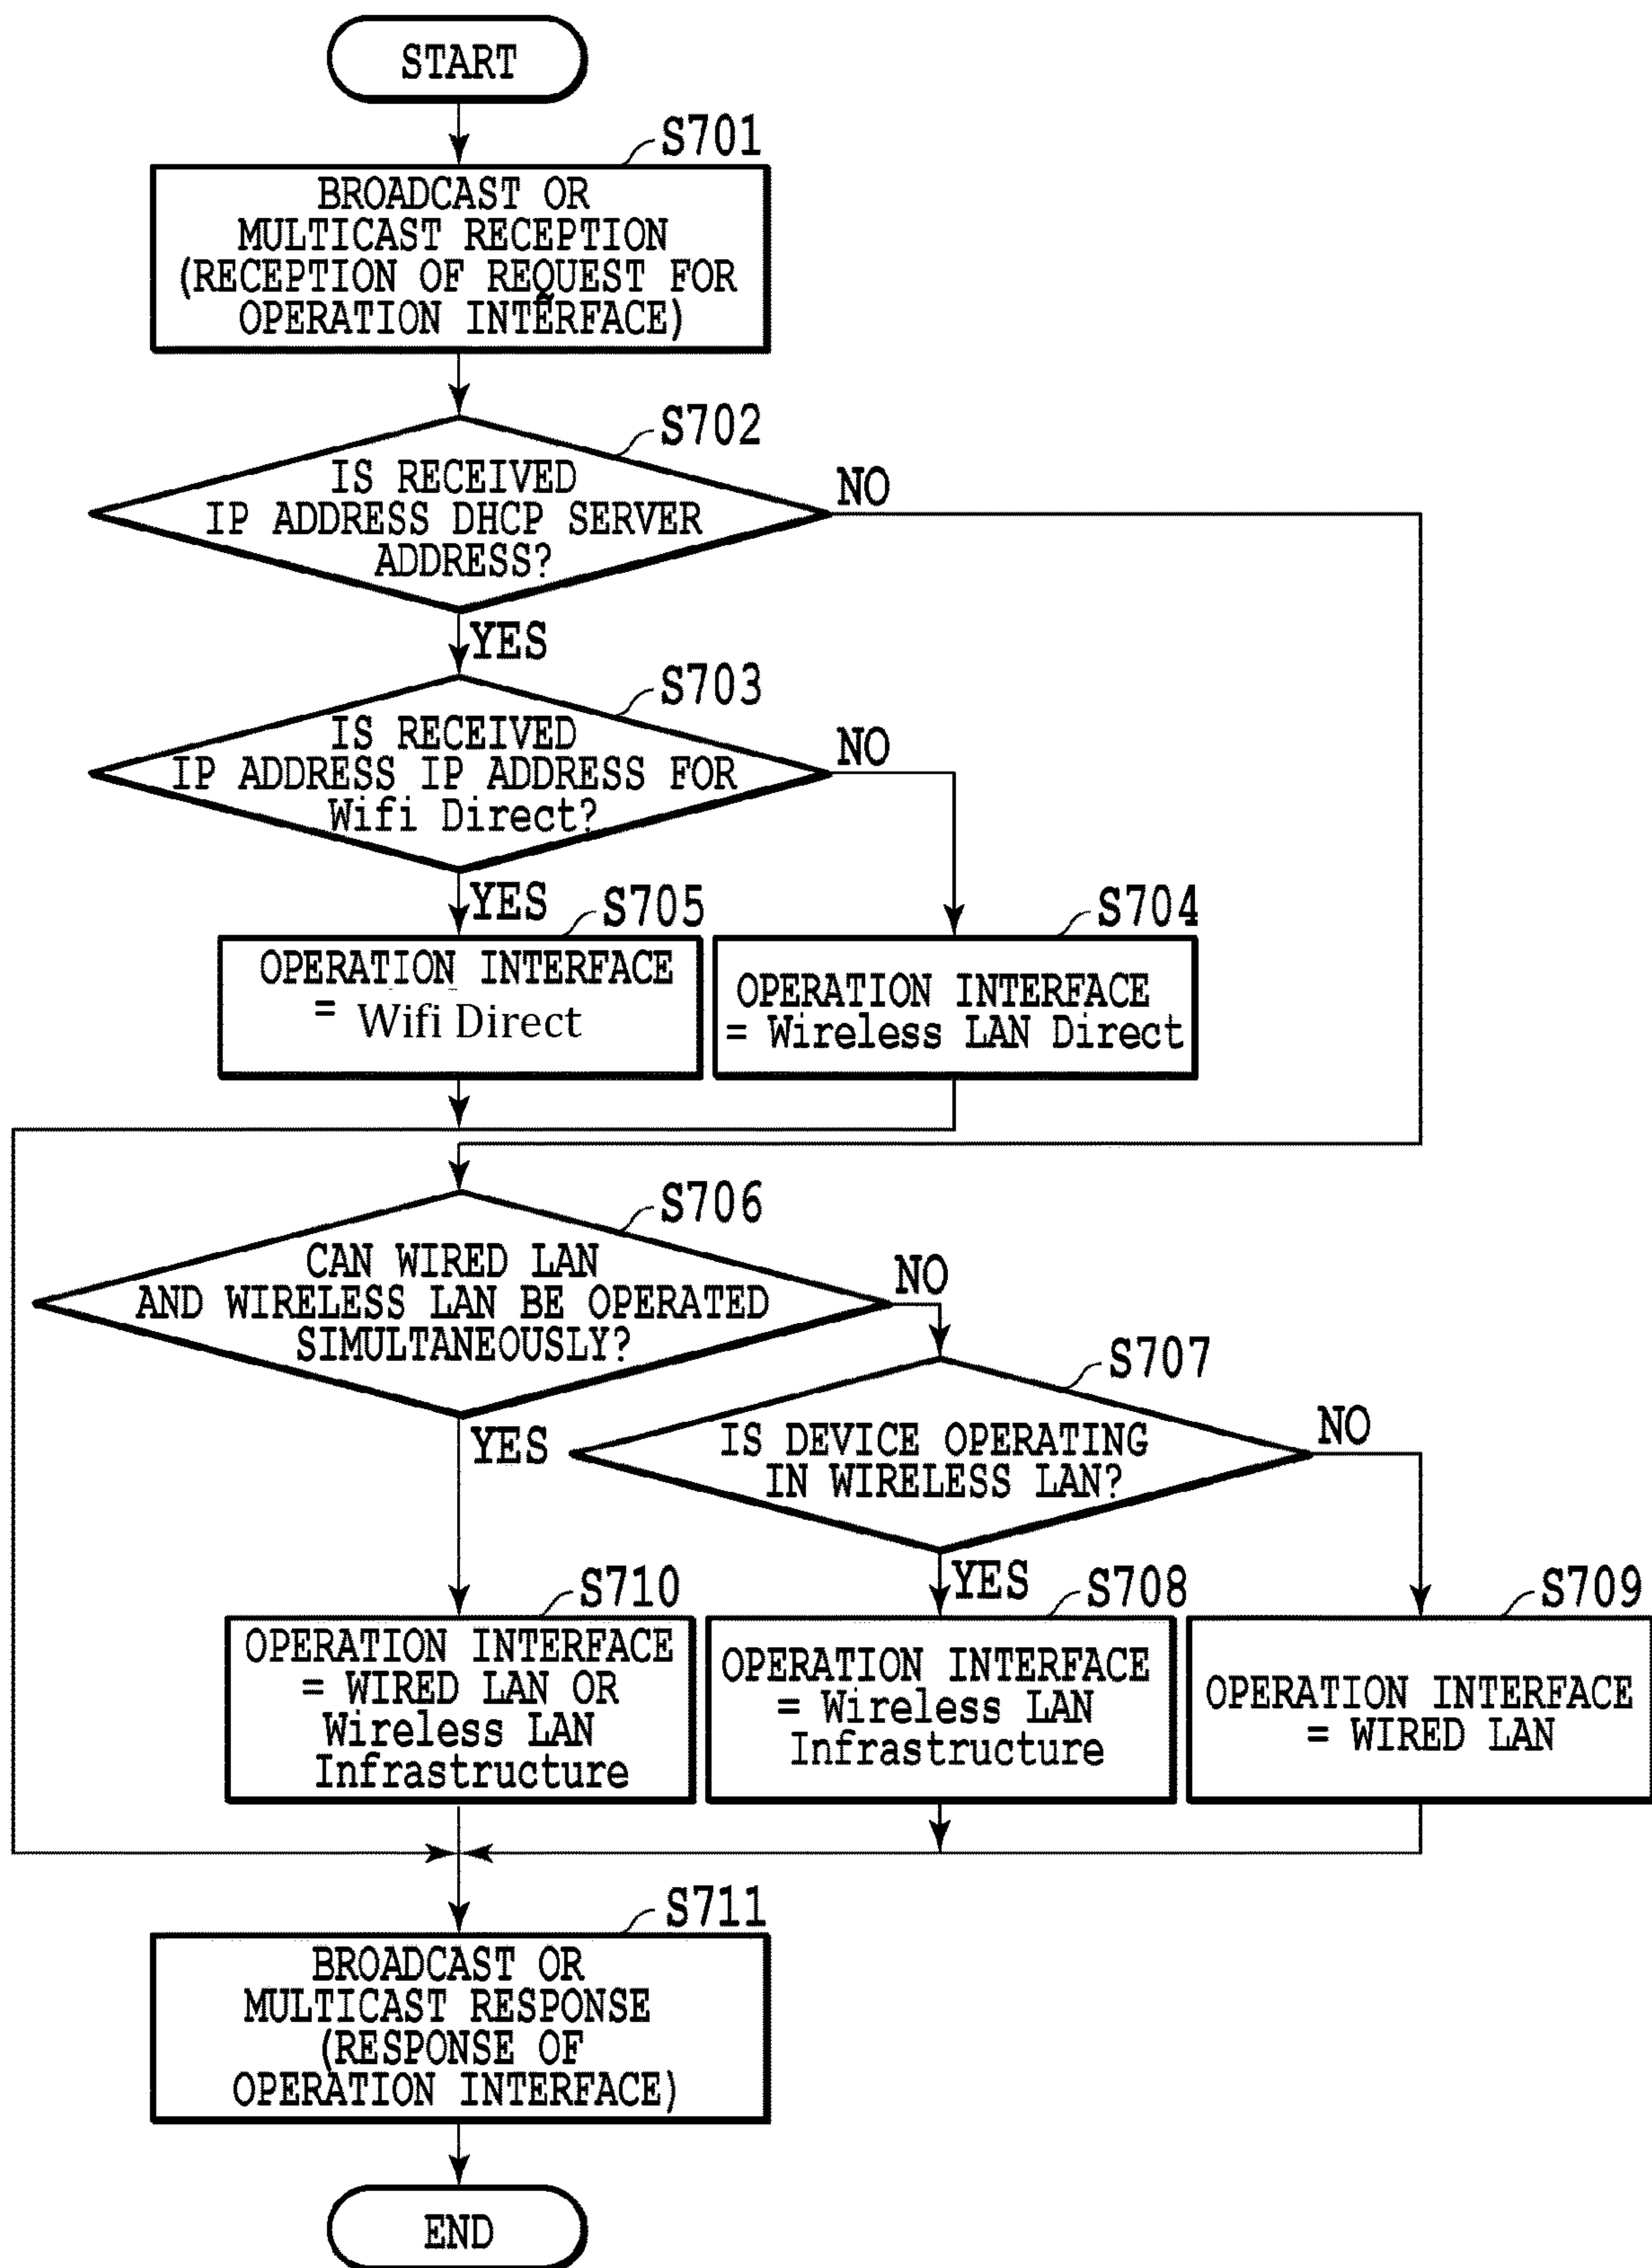 START
S701
BROADCAST OR
MULTICAST RECEPTION
(RECEPTION OF REQUEST FOR
OPERATION INTERFACE)
S702
IS RECEIVED
IP ADDRESS DHCP SERVER
ADDRESS?
NO
YES
S703
IS RECEIVED
IP ADDRESS IP ADDRESS FOR
Wifi Direct?
NO
YES
S705
OPERATION INTERFACE
= Wifi Direct
S704
OPERATION INTERFACE
= Wireless LAN Direct
S706
CAN WIRED LAN
AND WIRELESS LAN BE OPERATED
SIMULTANEOUSLY?
NO
YES
S707
IS DEVICE OPERATING
IN WIRELESS LAN?
NO
YES
S710
OPERATION INTERFACE
= WIRED LAN OR
Wireless LAN
Infrastructure
S708
OPERATION INTERFACE
= Wireless LAN
Infrastructure
S709
OPERATION INTERFACE
= WIRED LAN
S711
BROADCAST OR
MULTICAST RESPONSE
(RESPONSE OF
OPERATION INTERFACE)
END